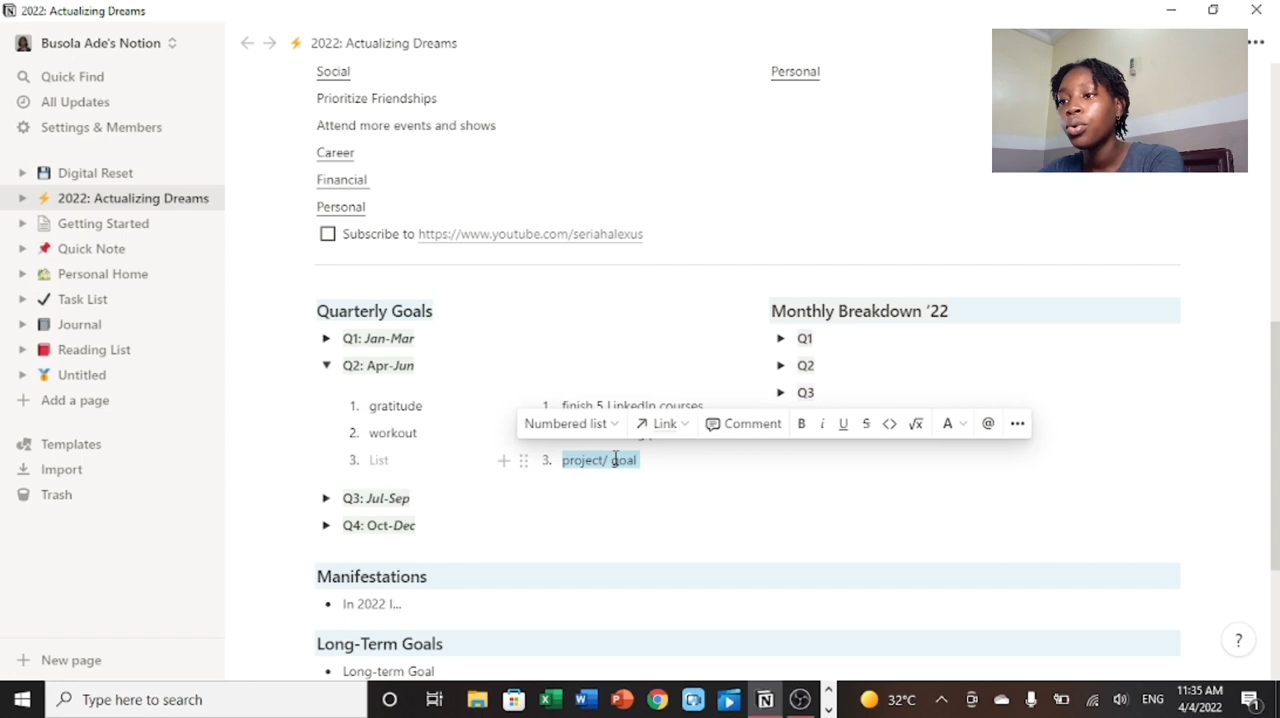 2022: Actualizing Dreams
Busola Ade's Notion
2022: Actualizing Dreams
Quick Find
All Updates
Settings & Members
Digital Reset
2022: Actualizing Dreams
Getting Started
Quick Note
Personal Home
Task List
Journal
Reading List
Untitled
Add a page
Templates
Import
Trash
New page
Social
Personal
Prioritize Friendships
Attend more events and shows
Career
Financial
Personal
Subscribe to https://www.youtube.com/seriahalexus
Quarterly Goals
Q1: Jan-Mar
Q2: Apr-Jun
1. gratitude
2. workout
3. List
1. finish 5 LinkedIn courses
3. project/ goal
Numbered list
Link
Comment
B i U S <> √x A @ •••
Q3: Jul-Sep
Q4: Oct-Dec
Monthly Breakdown ‘22
Q1
Q2
Q3
Manifestations
• In 2022 I...
Long-Term Goals
• Long-term Goal
?
Type here to search
32°C
ENG
11:35 AM
4/4/2022